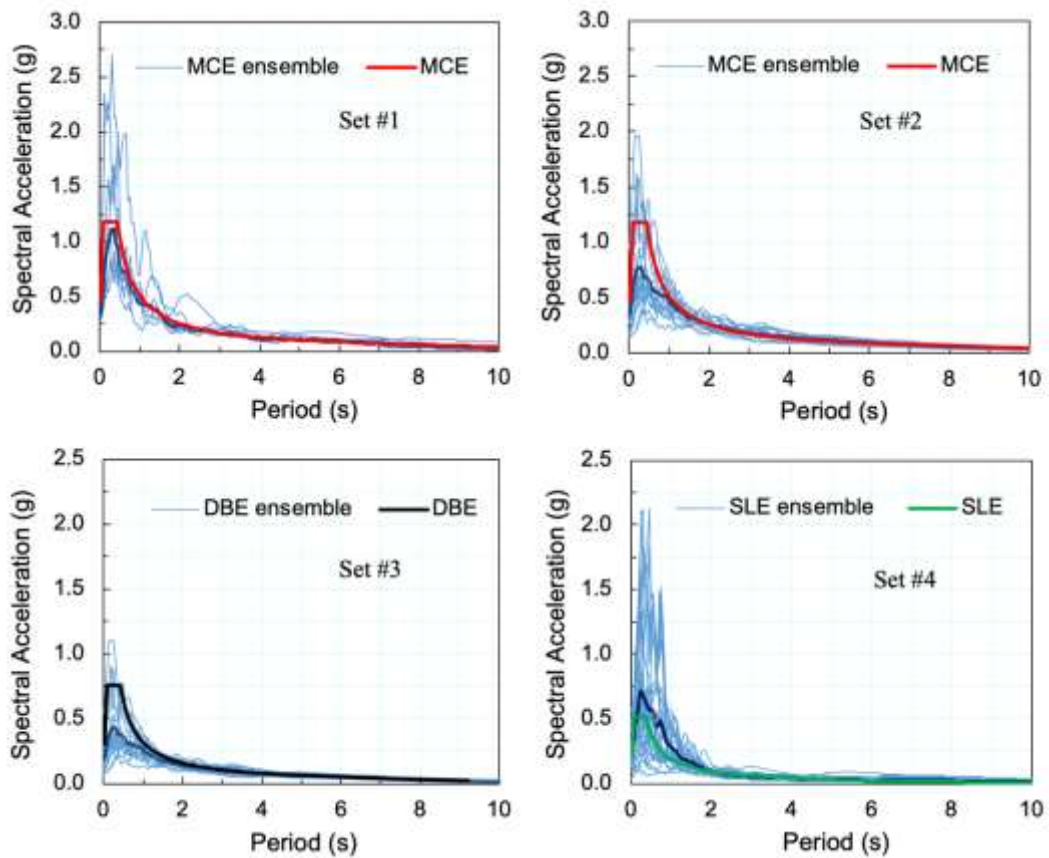 3.0
2.5
2.0
1.5
1.0
0.5
0.0
Spectral Acceleration (g)
MCE ensemble MCE
Set #1
0 2 4 6 8 10
Period (s)
3.0
2.5
2.0
1.5
1.0
0.5
0.0
Spectral Acceleration (g)
MCE ensemble MCE
Set #2
0 2 4 6 8 10
Period (s)
2.5
2.0
1.5
1.0
0.5
0.0
Spectral Acceleration (g)
DBE ensemble DBE
Set #3
0 2 4 6 8 10
Period (s)
2.5
2.0
1.5
1.0
0.5
0.0
Spectral Acceleration (g)
SLE ensemble SLE
Set #4
0 2 4 6 8 10
Period (s)